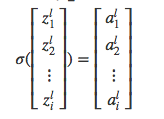 σ([z₁ˡ z₂ˡ ⋮ zᵢˡ]) = [a₁ˡ a₂ˡ ⋮ aᵢˡ]